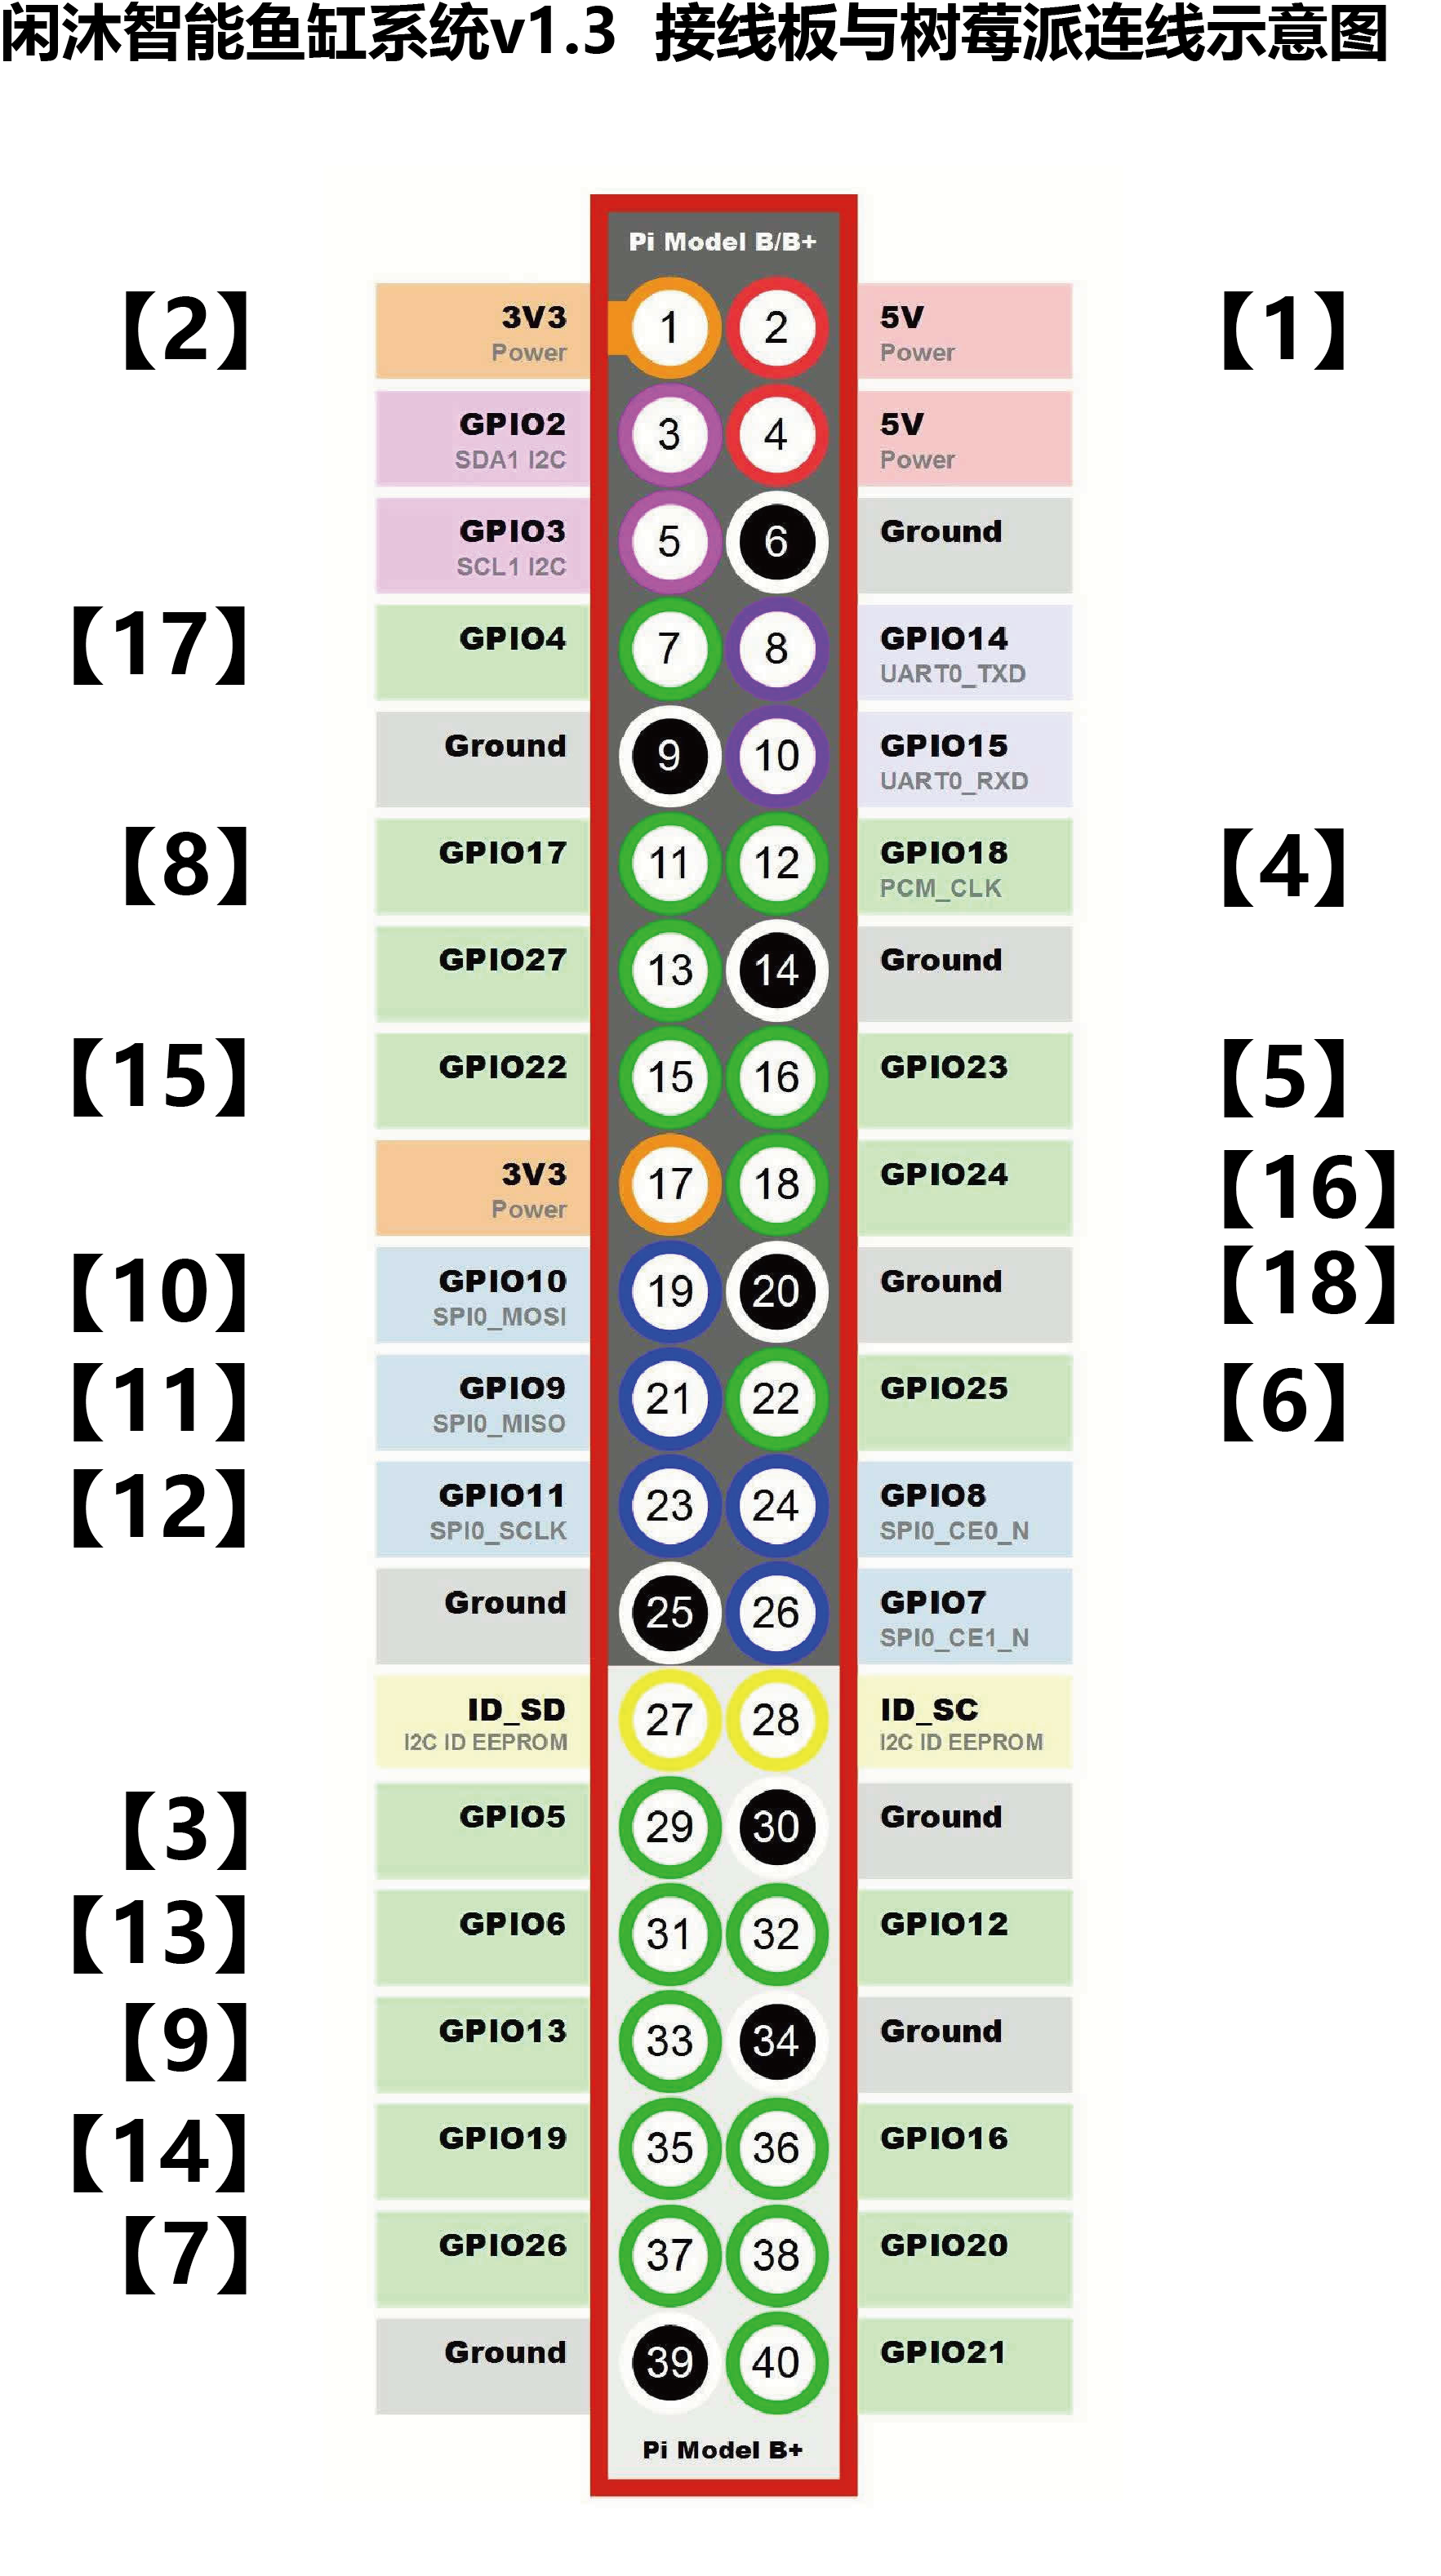 闲沐智能鱼缸系统v1.3 接线板与树莓派连线示意图
Pi Model B/B+
【2】 3V3 Power 1 2 5V Power 【1】
GPIO2 SDA1 I2C 3 4 5V Power
GPIO3 SCL1 I2C 5 6 Ground
【17】 GPIO4 7 8 GPIO14 UART0_TXD
Ground 9 10 GPIO15 UART0_RXD
【8】 GPIO17 11 12 GPIO18 PCM_CLK 【4】
GPIO27 13 14 Ground
【15】 GPIO22 15 16 GPIO23 【5】
3V3 Power 17 18 GPIO24 【16】
【10】 GPIO10 SPI0_MOSI 19 20 Ground 【18】
【11】 GPIO9 SPI0_MISO 21 22 GPIO25 【6】
【12】 GPIO11 SPI0_SCLK 23 24 GPIO8 SPI0_CE0_N
Ground 25 26 GPIO7 SPI0_CE1_N
ID_SD I2C ID EEPROM 27 28 ID_SC I2C ID EEPROM
【3】 GPIO5 29 30 Ground
【13】 GPIO6 31 32 GPIO12
【9】 GPIO13 33 34 Ground
【14】 GPIO19 35 36 GPIO16
【7】 GPIO26 37 38 GPIO20
Ground 39 40 GPIO21
Pi Model B+